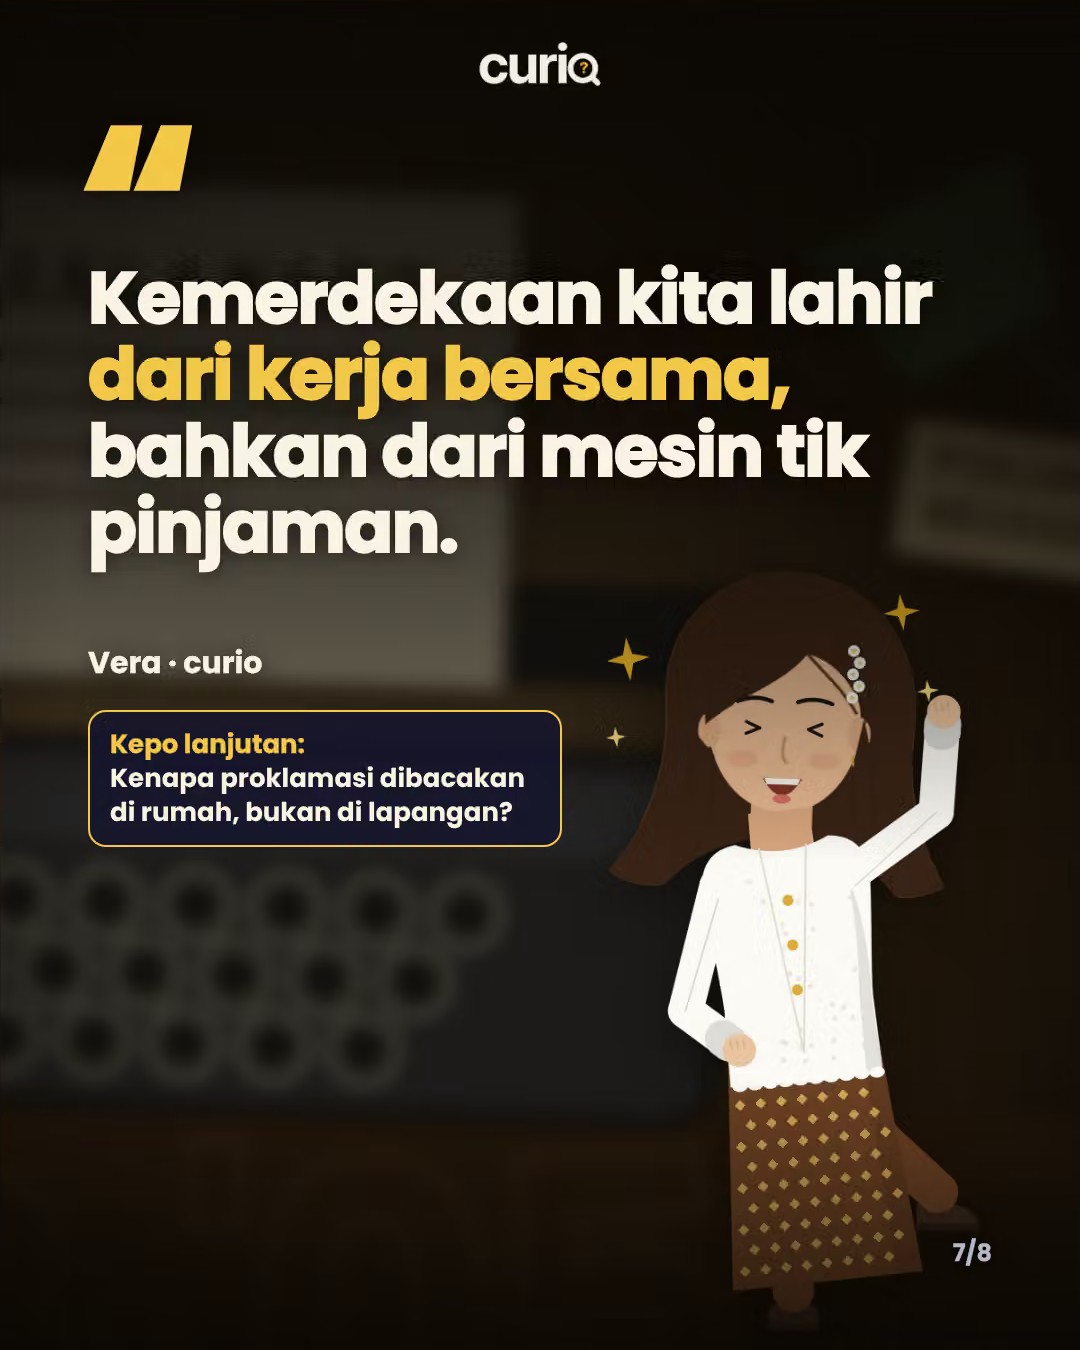 curio
Kemerdekaan kita lahir
dari kerja bersama,
bahkan dari mesin tik
pinjaman.
Vera · curio
Kepo lanjutan:
Kenapa proklamasi dibacakan
di rumah, bukan di lapangan?
7/8